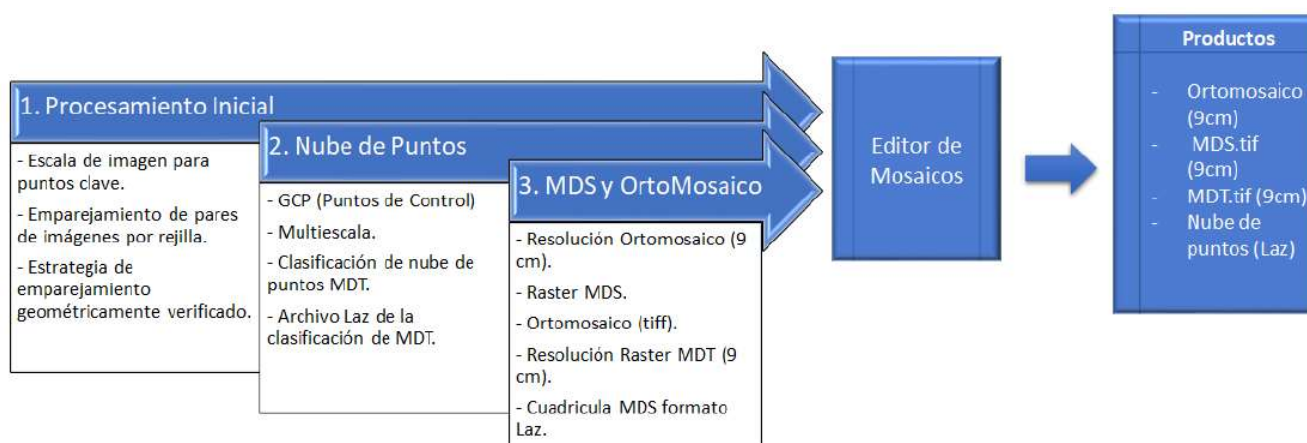 1. Procesamiento Inicial
- Escala de imagen para
puntos clave.
- Emparejamiento de pares
de imágenes por rejilla.
- Estrategia de
emparejamiento
geométricamente verificado.
2. Nube de Puntos
- GCP (Puntos de Control)
- Multiescala.
- Clasificación de nube de
puntos MDT.
- Archivo Laz de la
clasificación de MDT.
3. MDS y OrtoMosaico
- Resolución Ortomosaico (9
cm).
- Raster MDS.
- Ortomosaico (tiff).
- Resolución Raster MDT (9
cm).
- Cuadricula MDS formato
Laz.
Editor de
Mosaicos
Productos
- Ortomosaico
(9cm)
- MDS.tif
(9cm)
- MDT.tif (9cm)
- Nube de
puntos (Laz)